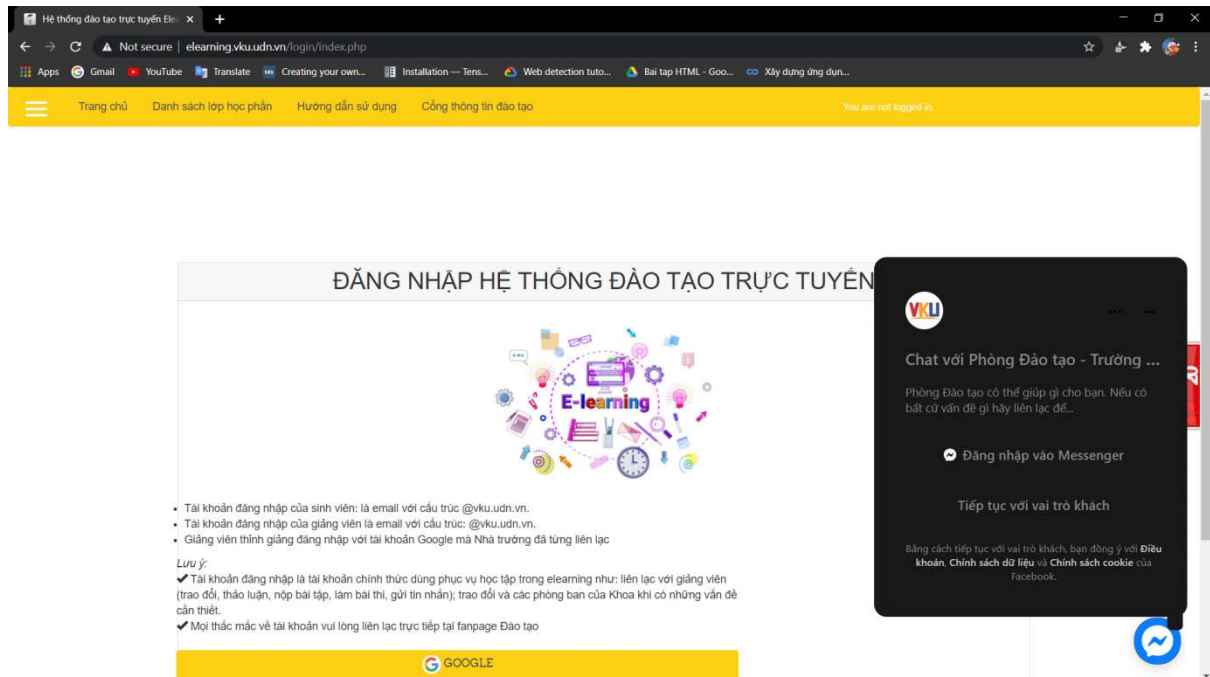 Hệ thống đào tạo trực tuyến Ele
Not secure | elearning.vku.udn.vn/login/index.php
Apps Gmail YouTube Translate Creating your own... Installation — Tens... Web detection tuto... Bai tap HTML - Goo... Xây dựng ứng dụn...
Trang chủ Danh sách lớp học phần Hướng dẫn sử dụng Cổng thông tin đào tạo You are not logged in.
ĐĂNG NHẬP HỆ THỐNG ĐÀO TẠO TRỰC TUYẾN
E-learning
Tài khoản đăng nhập của sinh viên: là email với cấu trúc @vku.udn.vn.
Tài khoản đăng nhập của giảng viên là email với cấu trúc: @vku.udn.vn.
Giảng viên thỉnh giảng đăng nhập với tài khoản Google mà Nhà trường đã từng liên lạc
Lưu ý:
✔ Tài khoản đăng nhập là tài khoản chính thức dùng phục vụ học tập trong elearning như: liên lạc với giảng viên
(trao đổi, thảo luận, nộp bài tập, làm bài thi, gửi tin nhắn); trao đổi và các phòng ban của Khoa khi có những vấn đề
cần thiết.
✔ Mọi thắc mắc về tài khoản vui lòng liên lạc trực tiếp tại fanpage Đào tạo
GOOGLE
VKU
Chat với Phòng Đào tạo - Trường ...
Phòng Đào tạo có thể giúp gì cho bạn. Nếu có
bất cứ vấn đề gì hãy liên lạc để...
Đăng nhập vào Messenger
Tiếp tục với vai trò khách
Bằng cách tiếp tục với vai trò khách, bạn đồng ý với Điều
khoản, Chính sách dữ liệu và Chính sách cookie của
Facebook.